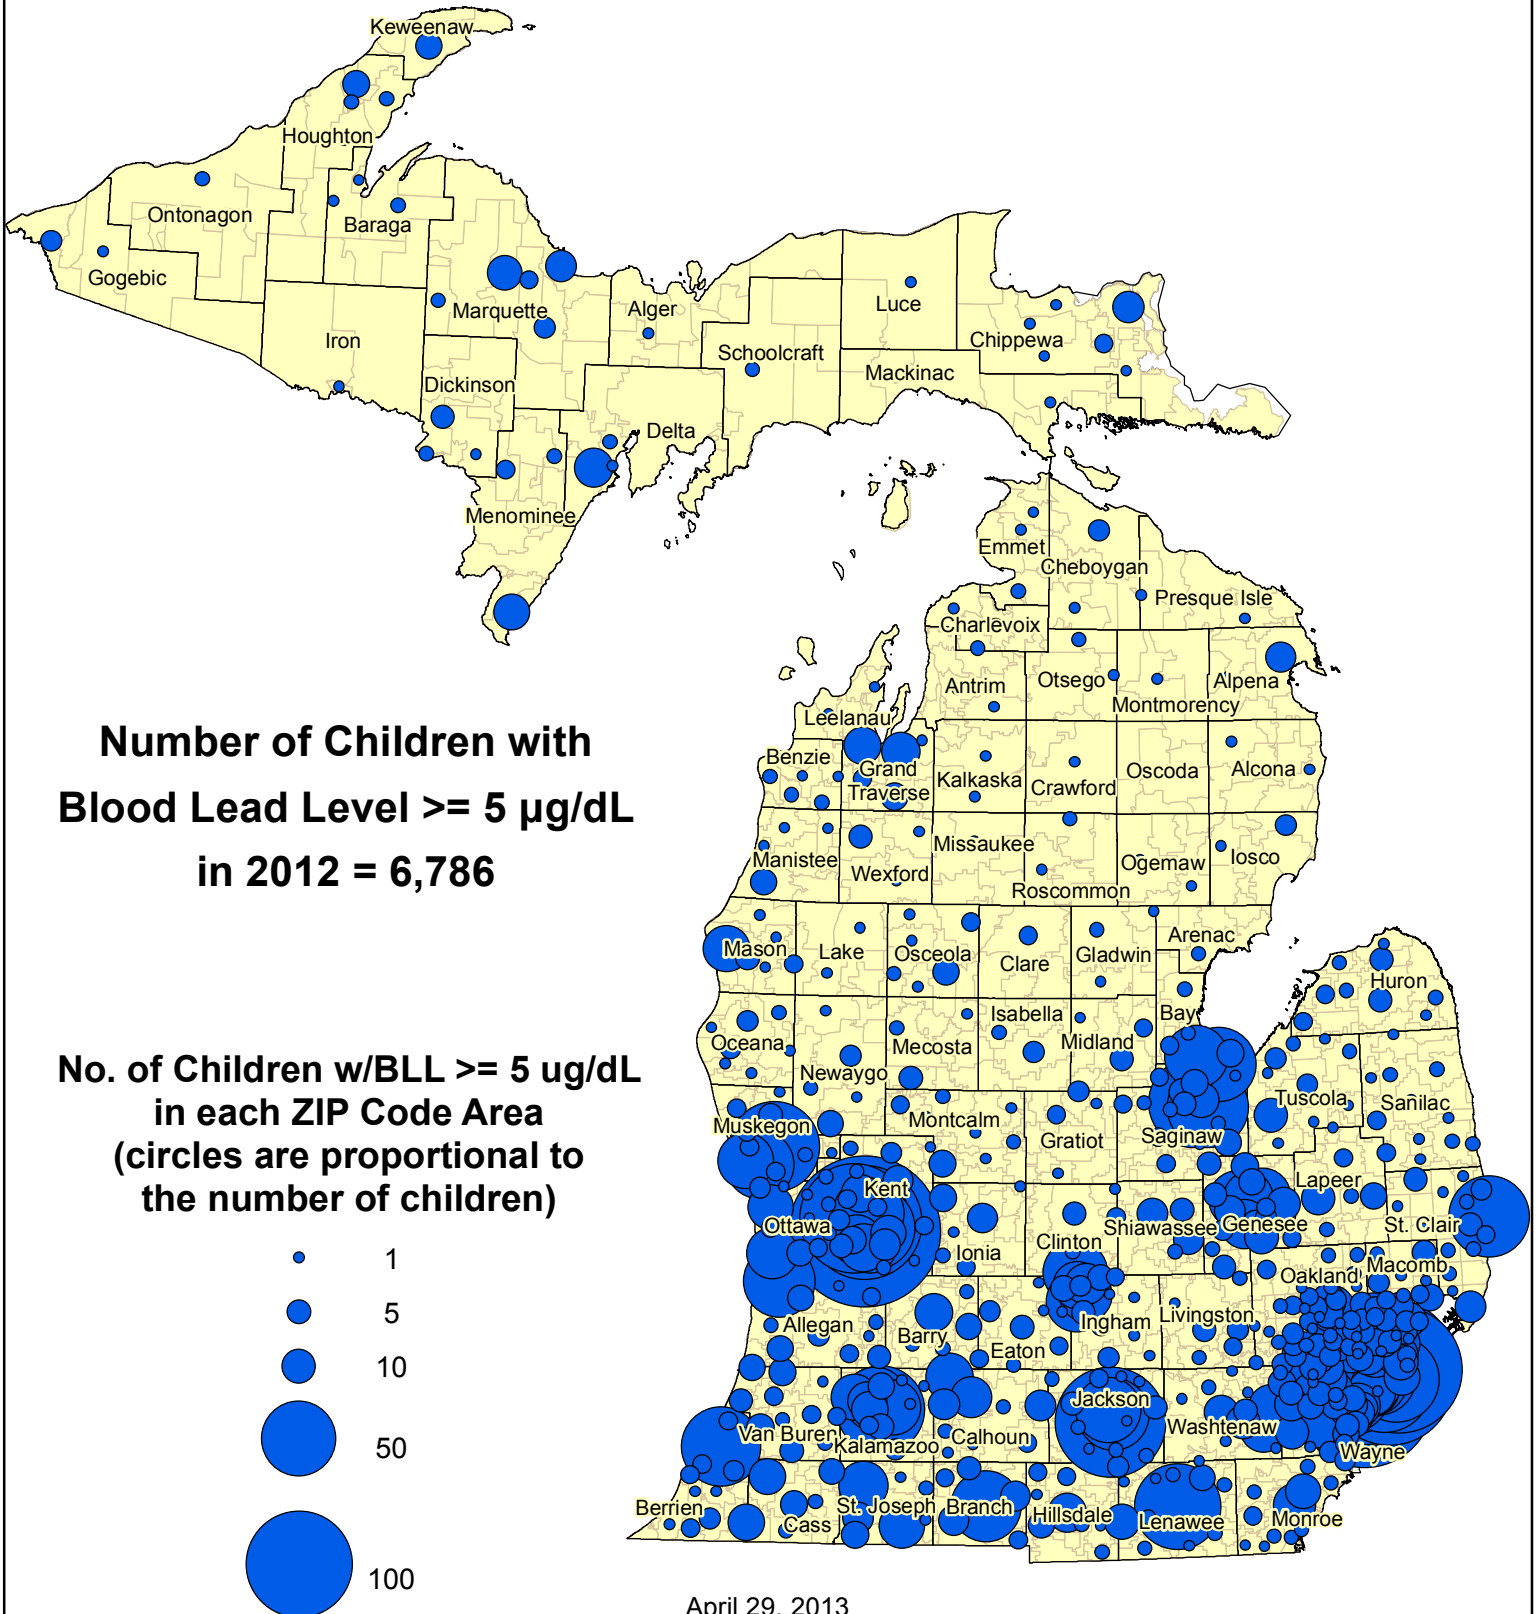 Keweenaw
Houghton
Ontonagon
Baraga
Gogebic
Marquette
Alger
Luce
Chippewa
Iron
Schoolcraft
Mackinac
Dickinson
Delta
Menominee
Emmet
Cheboygan
Presque Isle
Charlevoix
Antrim
Otsego
Alpena
Montmorency
Leelanau
Number of Children with
Blood Lead Level >= 5 µg/dL
in 2012 = 6,786
Benzie
Grand
Traverse
Kalkaska
Crawford
Oscoda
Alcona
Manistee
Wexford
Missaukee
Roscommon
Ogemaw
Iosco
Mason
Lake
Osceola
Clare
Gladwin
Arenac
Huron
Oceana
Newaygo
Mecosta
Isabella
Midland
Bay
Tuscola
Sanilac
Muskegon
Montcalm
Gratiot
Saginaw
Kent
Ottawa
Ionia
Clinton
Shiawassee
Genesee
Lapeer
St. Clair
Oakland
Macomb
Allegan
Barry
Eaton
Ingham
Livingston
Van Buren
Kalamazoo
Calhoun
Jackson
Washtenaw
Wayne
Berrien
Cass
St. Joseph
Branch
Hillsdale
Lenawee
Monroe
No. of Children w/BLL >= 5 ug/dL
in each ZIP Code Area
(circles are proportional to
the number of children)
1
5
10
50
100
April 29, 2013